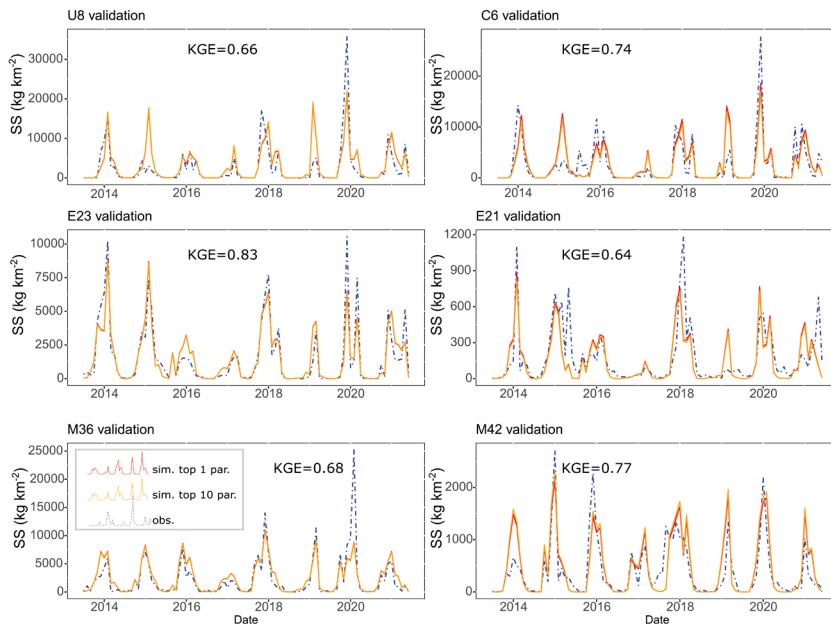 U8 validation
KGE=0.66
SS (kg km⁻²)
30000
20000
10000
0
2014 2016 2018 2020
C6 validation
KGE=0.74
SS (kg km⁻²)
20000
10000
0
2014 2016 2018 2020
E23 validation
KGE=0.83
SS (kg km⁻²)
10000
7500
5000
2500
0
2014 2016 2018 2020
E21 validation
KGE=0.64
SS (kg km⁻²)
1200
900
600
300
0
2014 2016 2018 2020
M36 validation
KGE=0.68
SS (kg km⁻²)
25000
20000
15000
10000
5000
0
sim. top 1 par.
sim. top 10 par.
obs.
2014 2016 2018 2020
Date
M42 validation
KGE=0.77
SS (kg km⁻²)
2000
1000
0
2014 2016 2018 2020
Date